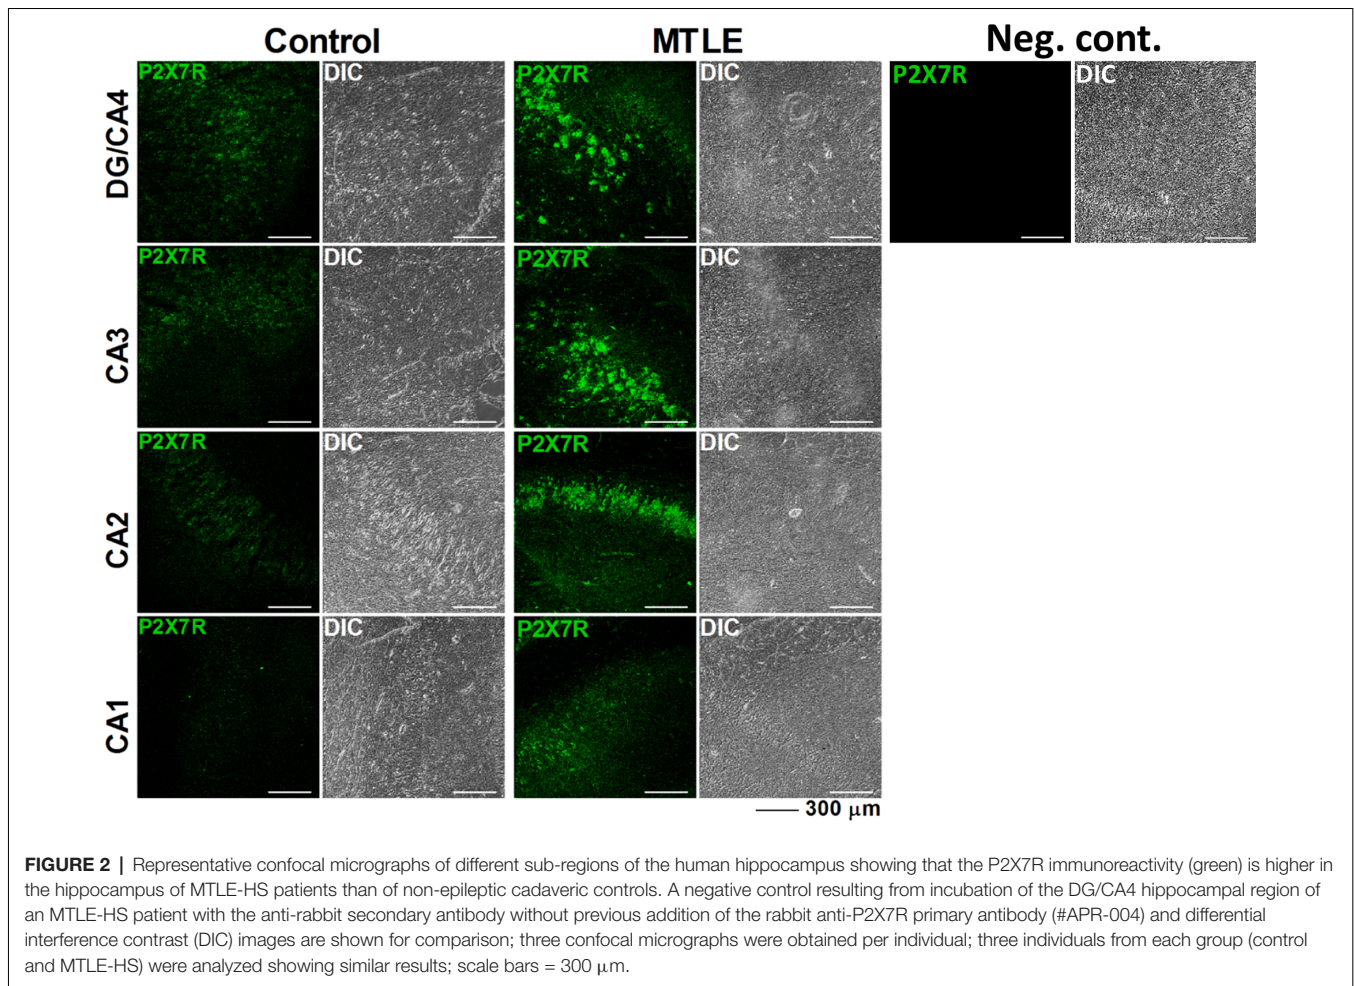 Control MTLE Neg. cont.
DG/CA4 P2X7R DIC P2X7R DIC P2X7R DIC
CA3 P2X7R DIC P2X7R DIC
CA2 P2X7R DIC P2X7R DIC
CA1 P2X7R DIC P2X7R DIC
300 μm
FIGURE 2 | Representative confocal micrographs of different sub-regions of the human hippocampus showing that the P2X7R immunoreactivity (green) is higher in
the hippocampus of MTLE-HS patients than of non-epileptic cadaveric controls. A negative control resulting from incubation of the DG/CA4 hippocampal region of
an MTLE-HS patient with the anti-rabbit secondary antibody without previous addition of the rabbit anti-P2X7R primary antibody (#APR-004) and differential
interference contrast (DIC) images are shown for comparison; three confocal micrographs were obtained per individual; three individuals from each group (control
and MTLE-HS) were analyzed showing similar results; scale bars = 300 μm.